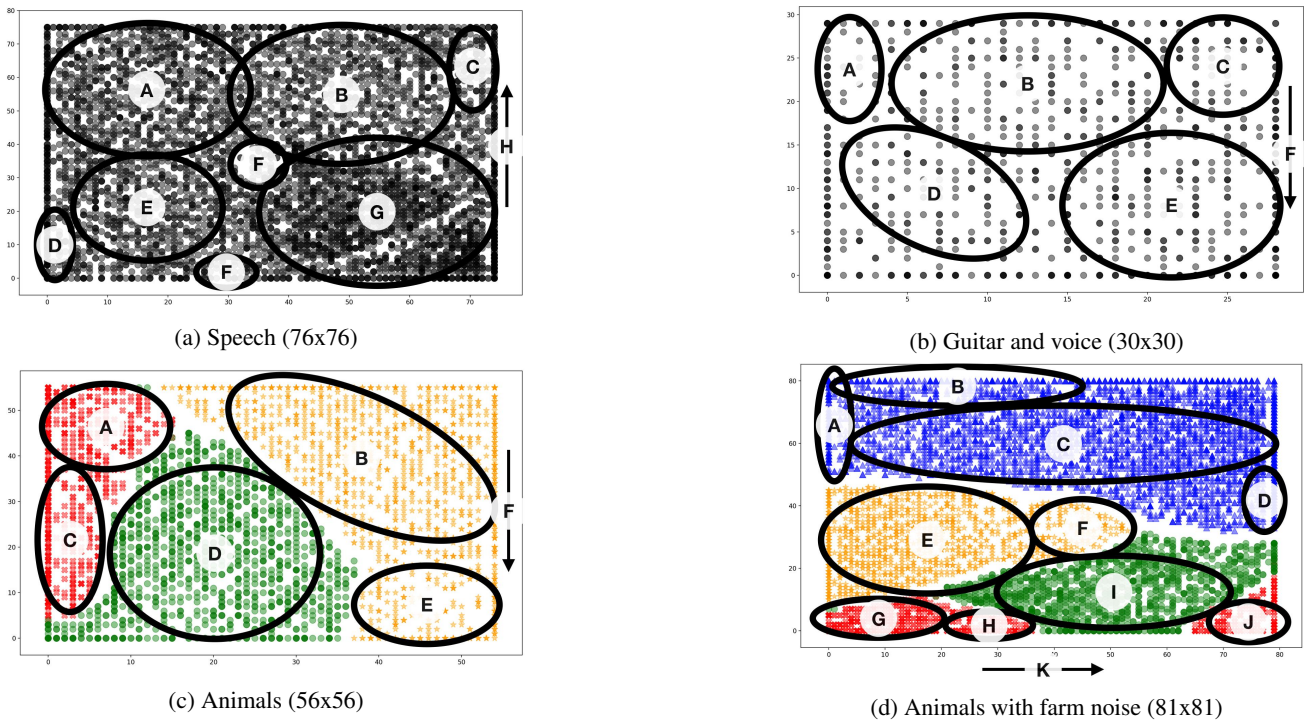 80
70
60
50
40
30
20
10
0
A
B
C
H
F
E
G
D
F
0 10 20 30 40 50 60 70
(a) Speech (76x76)
30
25
20
15
10
5
0
A
B
C
F
D
E
0 5 10 15 20 25
(b) Guitar and voice (30x30)
50
40
30
20
10
0
A
B
F
C
D
E
0 10 20 30 40 50
(c) Animals (56x56)
80
60
40
20
0
B
A
C
D
E
F
I
G
H
J
0 10 20 30 50 60 70 80
K
(d) Animals with farm noise (81x81)